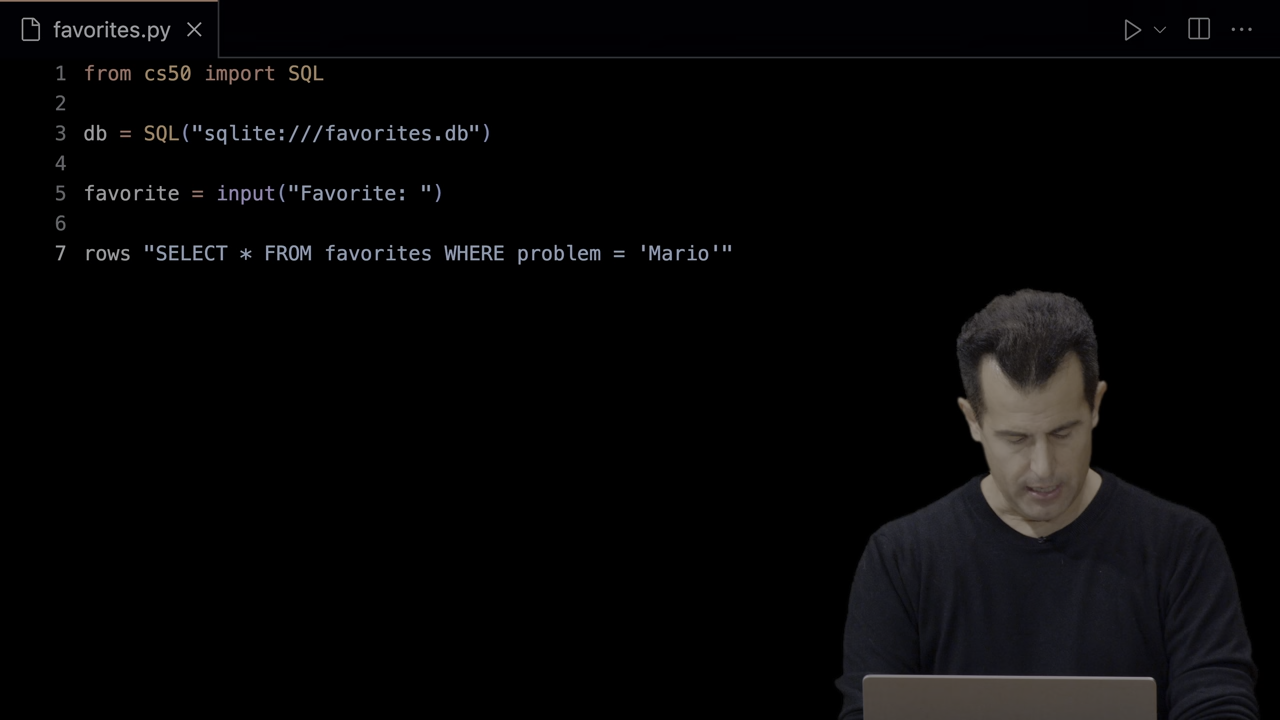 favorites.py
1 from cs50 import SQL
2
3 db = SQL("sqlite:///favorites.db")
4
5 favorite = input("Favorite: ")
6
7 rows "SELECT * FROM favorites WHERE problem = 'Mario'"